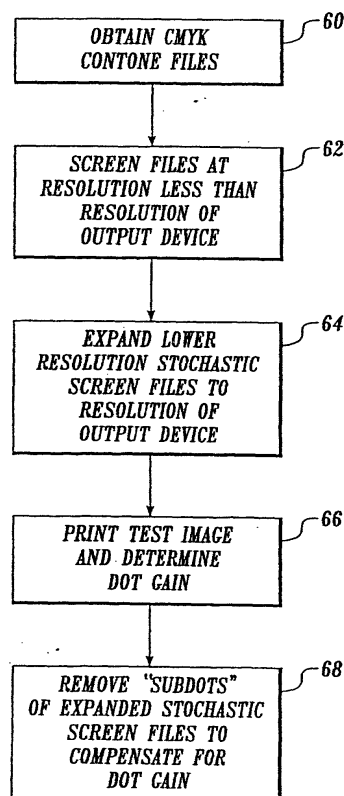 60
OBTAIN CMYK
CONTONE FILES
62
SCREEN FILES AT
RESOLUTION LESS THAN
RESOLUTION OF
OUTPUT DEVICE
64
EXPAND LOWER
RESOLUTION STOCHASTIC
SCREEN FILES TO
RESOLUTION OF
OUTPUT DEVICE
66
PRINT TEST IMAGE
AND DETERMINE
DOT GAIN
68
REMOVE "SUBDOTS"
OF EXPANDED STOCHASTIC
SCREEN FILES TO
COMPENSATE FOR
DOT GAIN